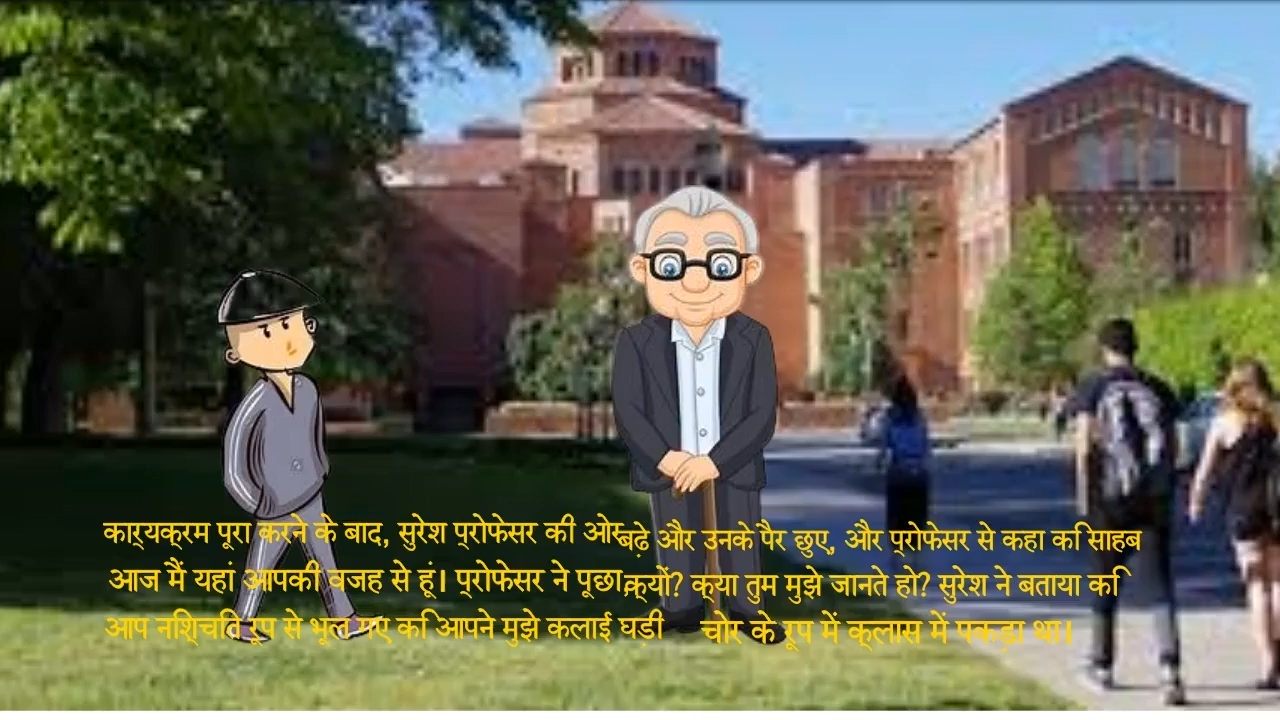 कार्यक्रम पूरा करने के बाद, सुरेश प्रोफेसर की ओर बढ़े और उनके पैर छुए, और प्रोफेसर से कहा कि साहब
आज मैं यहां आपकी वजह से हूं। प्रोफेसर ने पूछा, क्यों? क्या तुम मुझे जानते हो? सुरेश ने बताया कि
आप निश्चिति रूप से भूल गए कि आपने मुझे कलाई घड़ी चोर के रूप में क्लास में पकड़ा था।